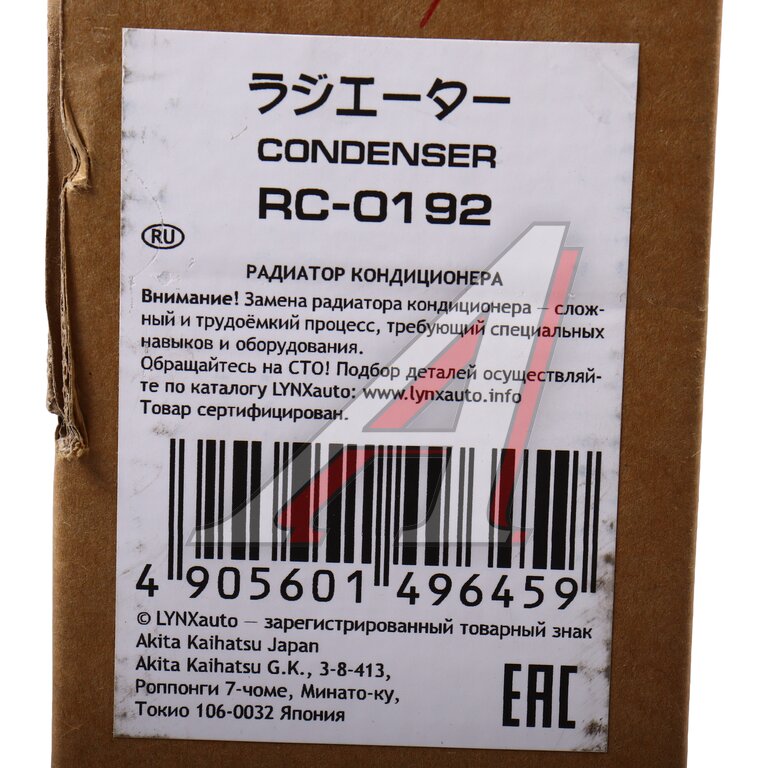 ラジエーター
CONDENSER
RC-0192
RU
РАДИАТОР КОНДИЦИОНЕРА
Внимание! Замена радиатора кондиционера – слож-
ный и трудоёмкий процесс, требующий специальных
навыков и оборудования.
Обращайтесь на СТО! Подбор деталей осуществляй-
те по каталогу LYNXauto: www.lynxauto.info
Товар сертифицирован.
4 905601 496459
© LYNXauto – зарегистрированный товарный знак
Akita Kaihatsu Japan
Akita Kaihatsu G.K., 3-8-413,
Роппонги 7-чоме, Минато-ку,
Токио 106-0032 Япония
EAC